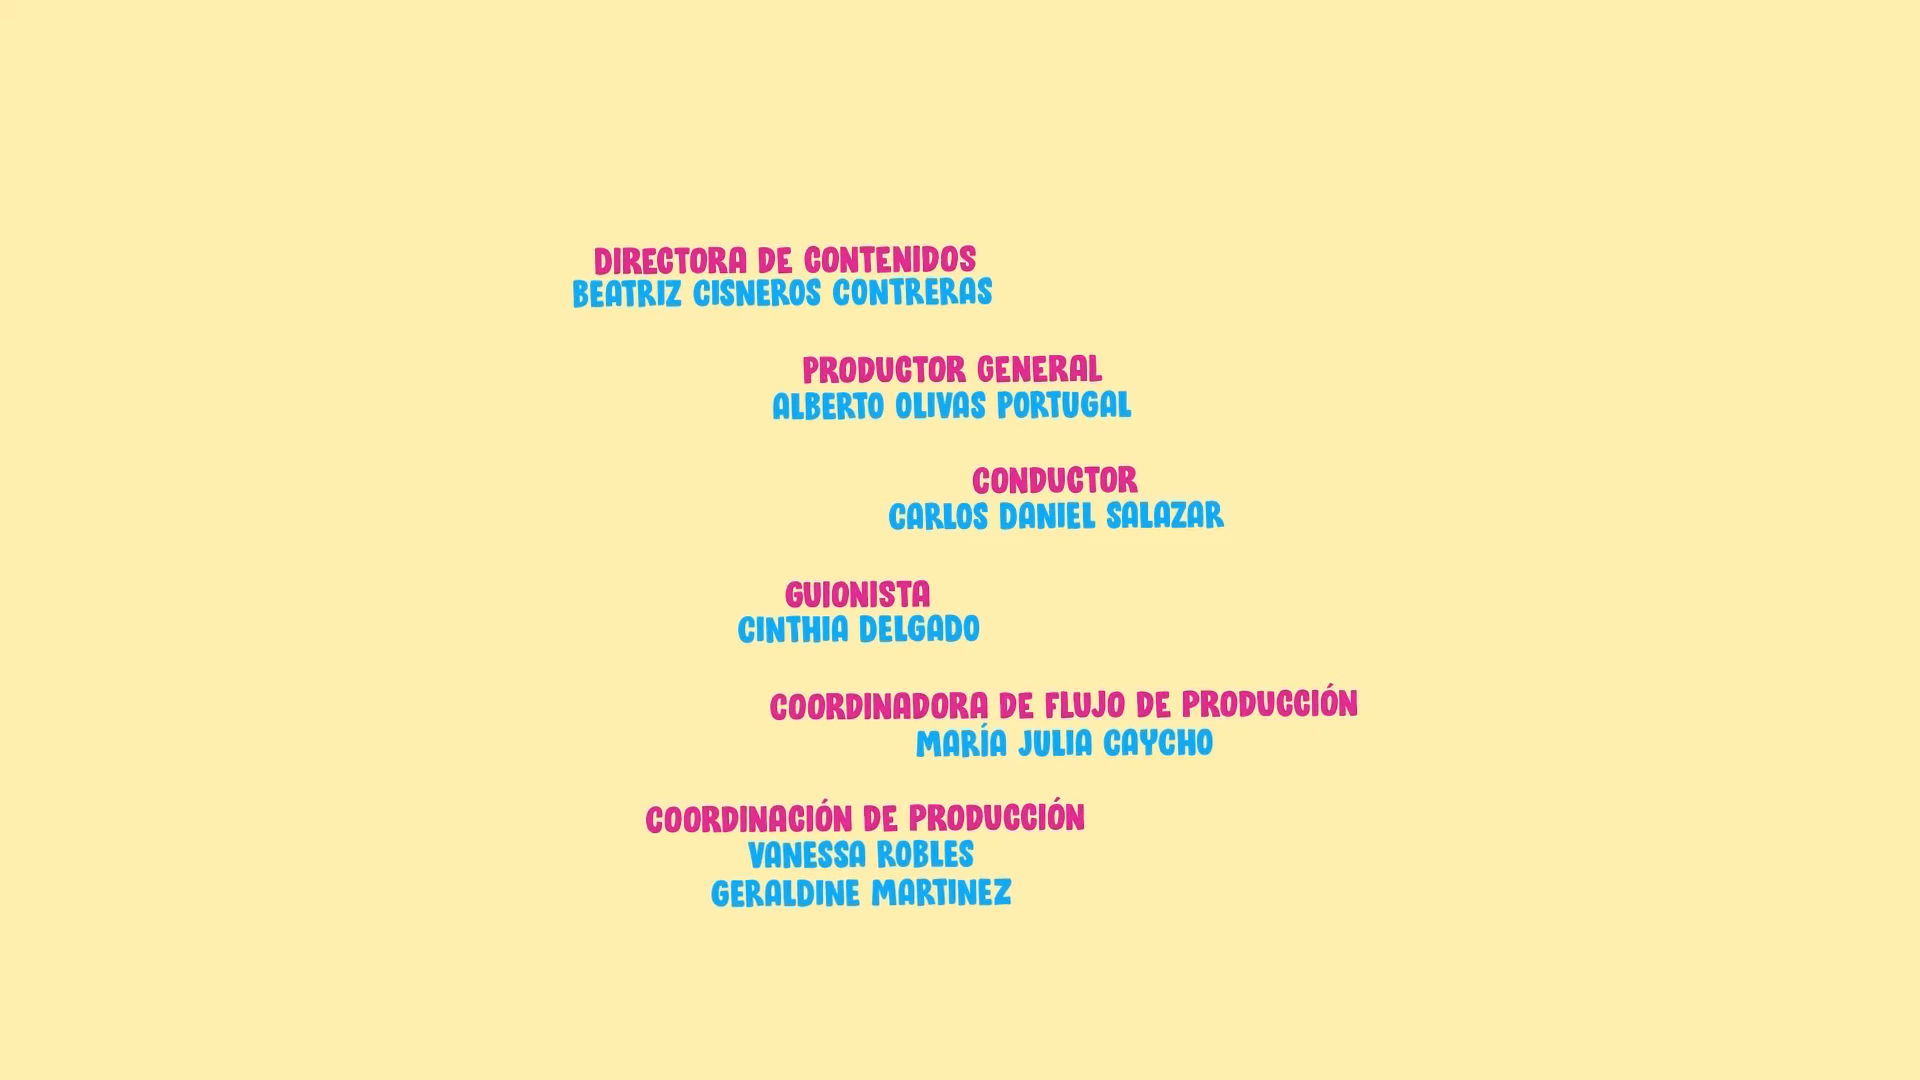 DIRECTORA DE CONTENIDOS
BEATRIZ CISNEROS CONTRERAS
PRODUCTOR GENERAL
ALBERTO OLIVAS PORTUGAL
CONDUCTOR
CARLOS DANIEL SALAZAR
GUIONISTA
CINTHIA DELGADO
COORDINADORA DE FLUJO DE PRODUCCIÓN
MARÍA JULIA CAYCHO
COORDINACIÓN DE PRODUCCIÓN
VANESSA ROBLES
GERALDINE MARTINEZ